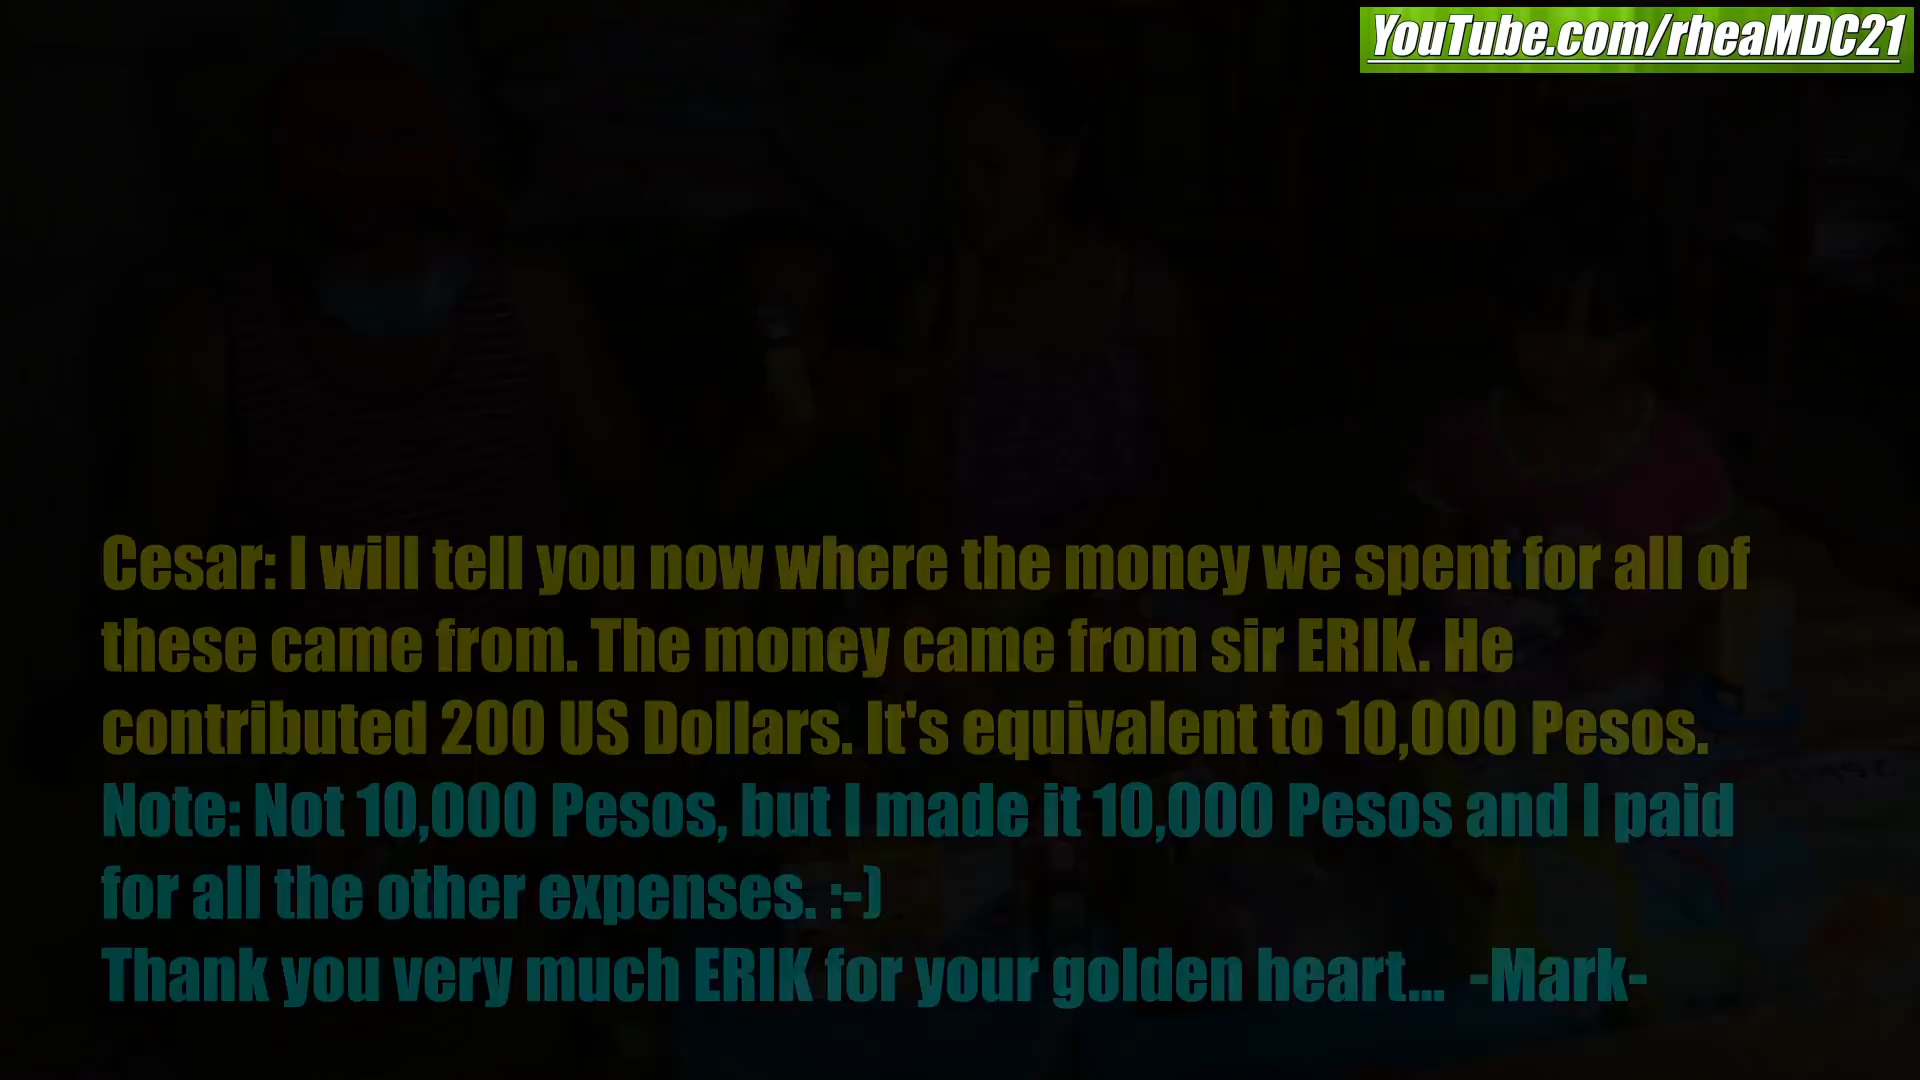 YouTube.com/rheaMDC21
Cesar: I will tell you now where the money we spent for all of
these came from. The money came from sir ERIK. He
contributed 200 US Dollars. It's equivalent to 10,000 Pesos.
Note: Not 10,000 Pesos, but I made it 10,000 Pesos and I paid
for all the other expenses. :-)
Thank you very much ERIK for your golden heart... -Mark-